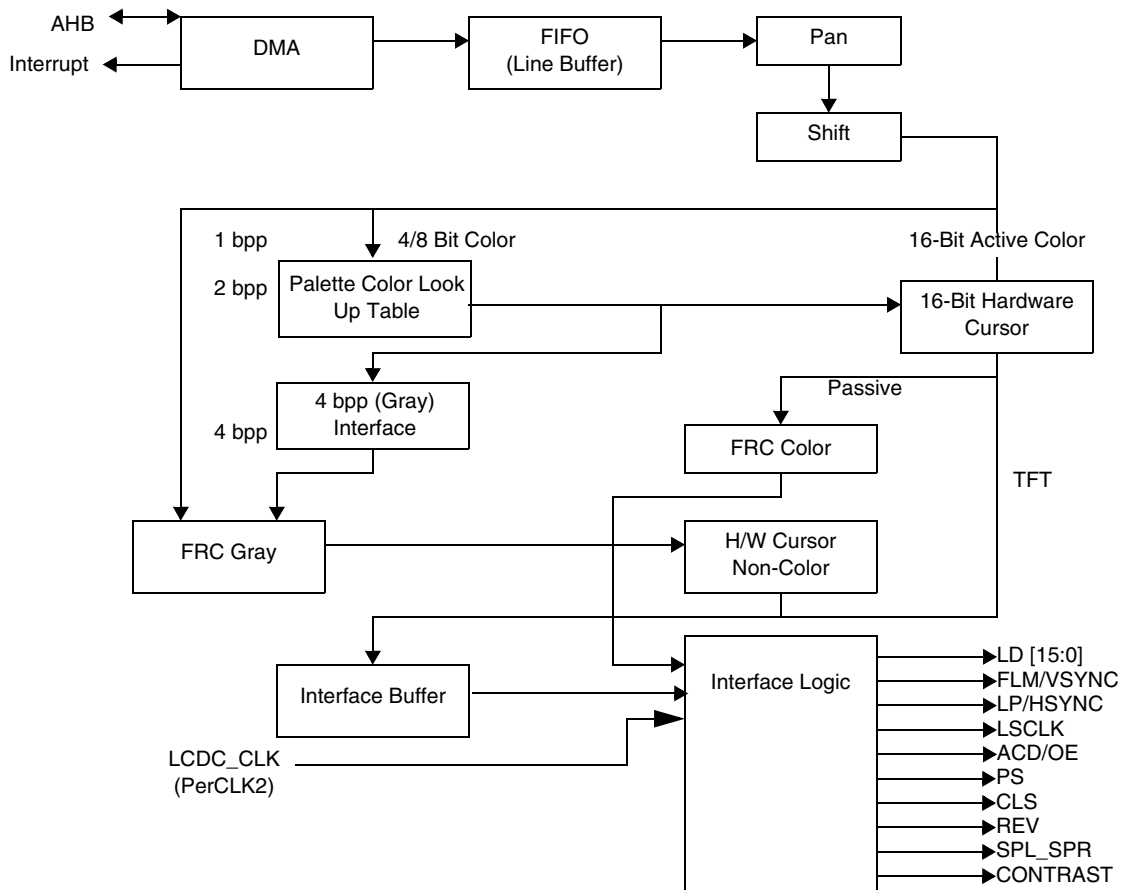 AHB
Interrupt
DMA
FIFO
(Line Buffer)
Pan
Shift
1 bpp
4/8 Bit Color
16-Bit Active Color
2 bpp
Palette Color Look
Up Table
16-Bit Hardware
Cursor
4 bpp (Gray)
Interface
4 bpp
Passive
FRC Color
TFT
FRC Gray
H/W Cursor
Non-Color
Interface Buffer
Interface Logic
LCDC_CLK
(PerCLK2)
LD [15:0]
FLM/VSYNC
LP/HSYNC
LSCLK
ACD/OE
PS
CLS
REV
SPL_SPR
CONTRAST